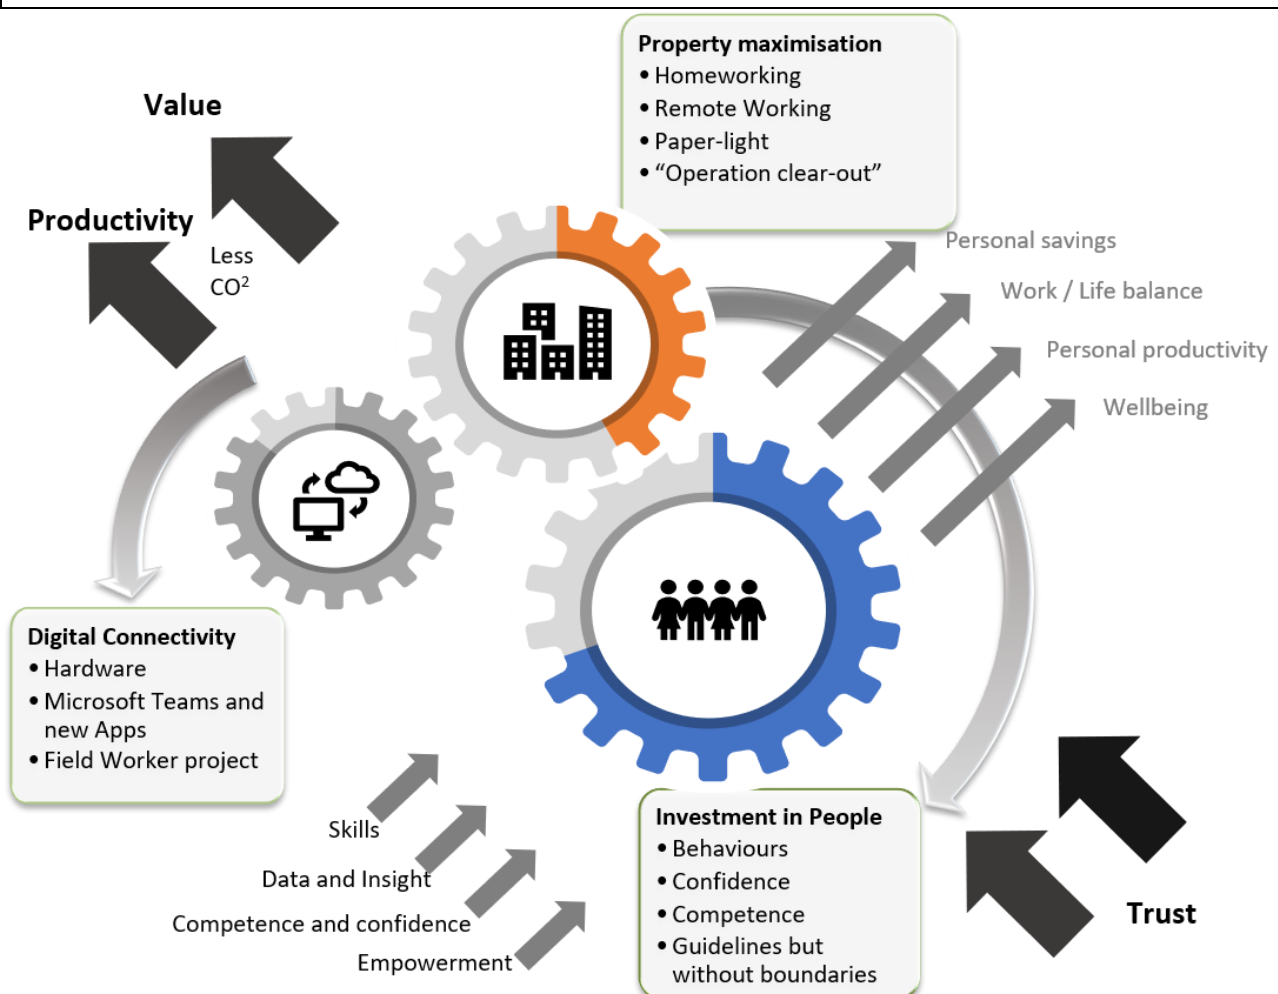 Property maximisation
• Homeworking
• Remote Working
• Paper-light
• “Operation clear-out”
Value
Productivity
Less
CO²
Personal savings
Work / Life balance
Personal productivity
Wellbeing
Digital Connectivity
• Hardware
• Microsoft Teams and
new Apps
• Field Worker project
Skills
Data and Insight
Competence and confidence
Empowerment
Investment in People
• Behaviours
• Confidence
• Competence
• Guidelines but
without boundaries
Trust